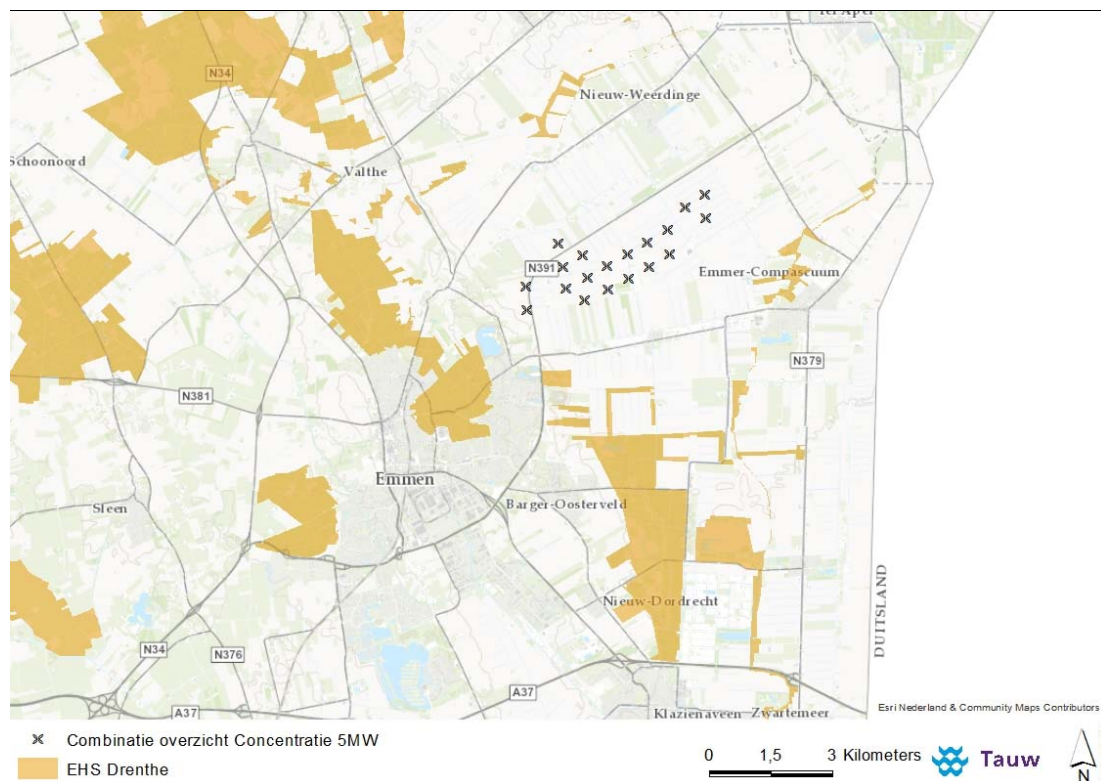 Ter Apel
N34
Nieuw-Weerdinge
Schoonoord
Valthe
N391
Emmer-Compascuum
N379
N381
Emmen
Sleen
Barger-Oosterveld
Nieuw-Dordrecht
DUITSLAND
N34
N376
A37
A37
Klazienaveen
Zwartemeer
Esri Nederland & Community Maps Contributors
Combinatie overzicht Concentratie 5MW
EHS Drenthe
0 1,5 3 Kilometers
Tauw
N